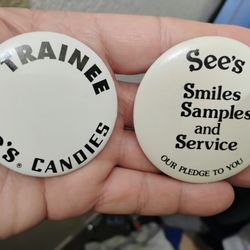 TRAINEE
'S® CANDIES
See's
Smiles
Samples
and
Service
OUR PLEDGE TO YOU